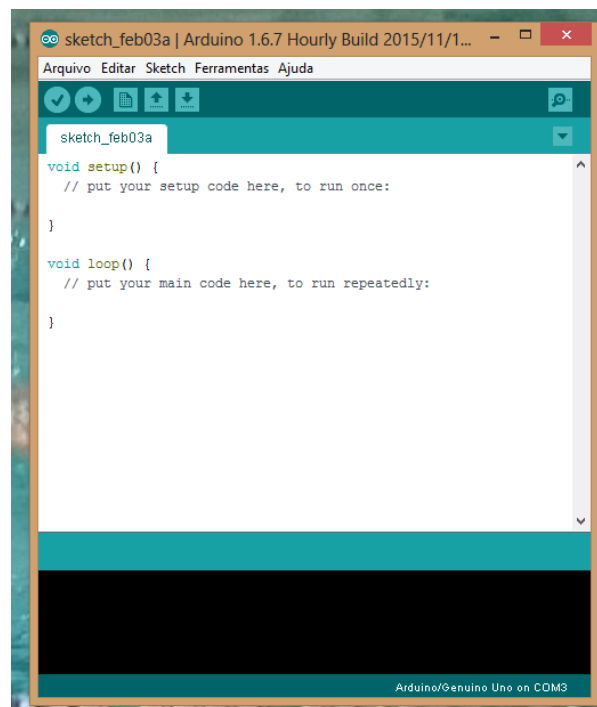 sketch_feb03a | Arduino 1.6.7 Hourly Build 2015/11/1...
Arquivo Editar Sketch Ferramentas Ajuda
sketch_feb03a
void setup() {
// put your setup code here, to run once:
}
void loop() {
// put your main code here, to run repeatedly:
}
Arduino/Genuino Uno on COM3